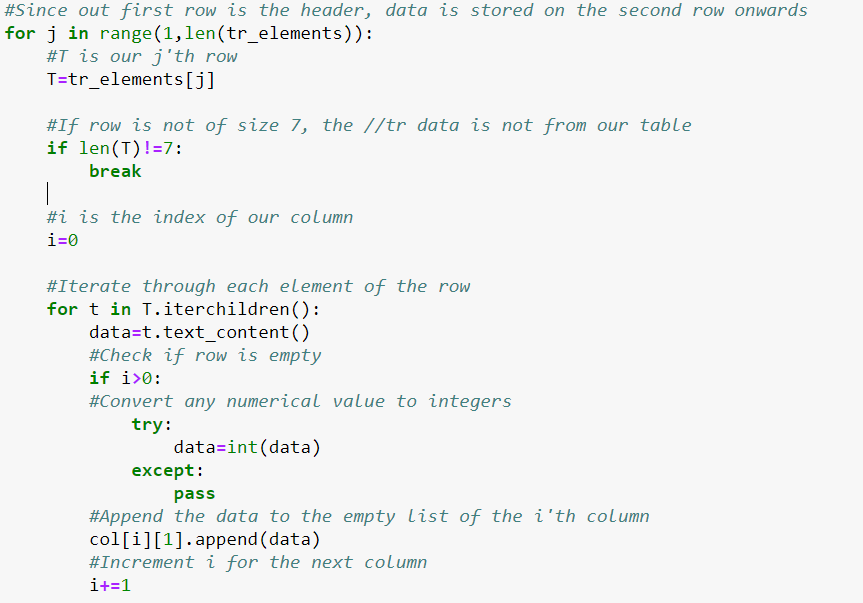 #Since out first row is the header, data is stored on the second row onwards
for j in range(1,len(tr_elements)):
    #T is our j'th row
    T=tr_elements[j]

    #If row is not of size 7, the //tr data is not from our table
    if len(T)!=7:
        break

    #i is the index of our column
    i=0

    #Iterate through each element of the row
    for t in T.iterchildren():
        data=t.text_content()
        #Check if row is empty
        if i>0:
        #Convert any numerical value to integers
            try:
                data=int(data)
            except:
                pass
        #Append the data to the empty list of the i'th column
        col[i][1].append(data)
        #Increment i for the next column
        i+=1